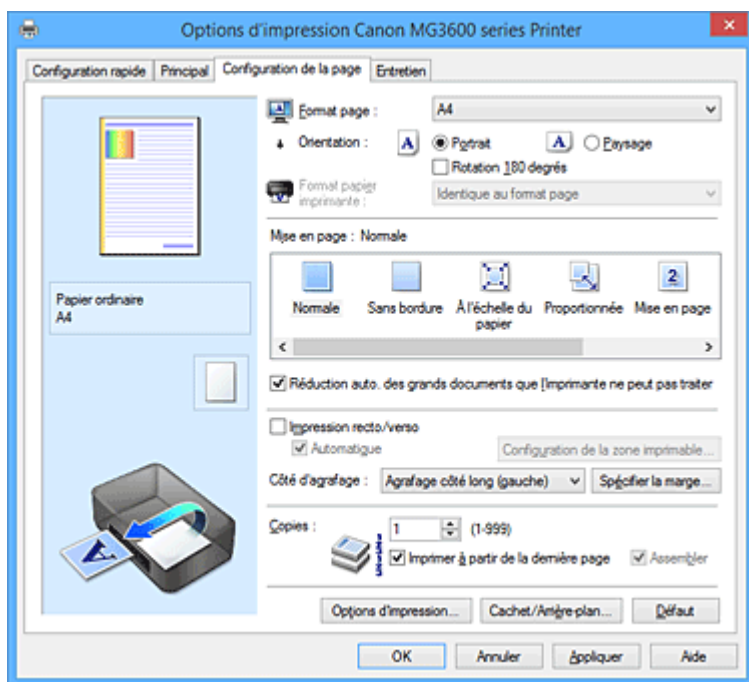 Options d'impression Canon MG3600 series Printer
Configuration rapide Principal Configuration de la page Entretien
Format page : A4
Orientation : A Portrait A Paysage
Rotation 180 degrés
Format papier imprimante : Identique au format page
Mise en page : Normale
Normale Sans bordure À l'échelle du papier Proportionnée Mise en page
Papier ordinaire
A4
Réduction auto. des grands documents que l'imprimante ne peut pas traiter
Impression recto/verso
Automatique Configuration de la zone imprimable...
Côté d'agrafage : Agrafage côté long (gauche) Spécifier la marge...
Copies : 1 (1-999)
Imprimer à partir de la dernière page Assembler
Options d'impression... Cachet/Arrière-plan... Défaut
OK Annuler Appliquer Aide